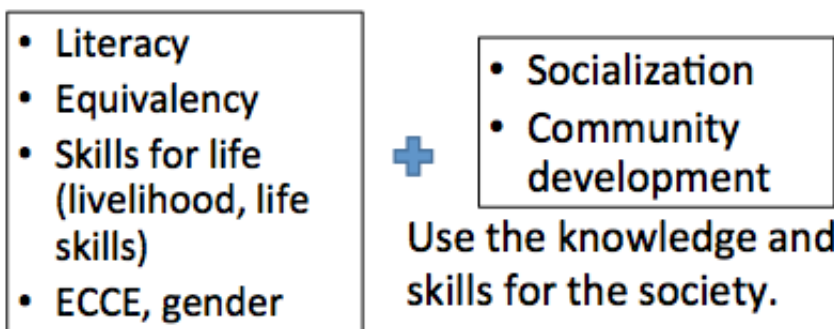 • Literacy
• Equivalency
• Skills for life
(livelihood, life
skills)
• ECCE, gender
• Socialization
• Community
development
Use the knowledge and
skills for the society.